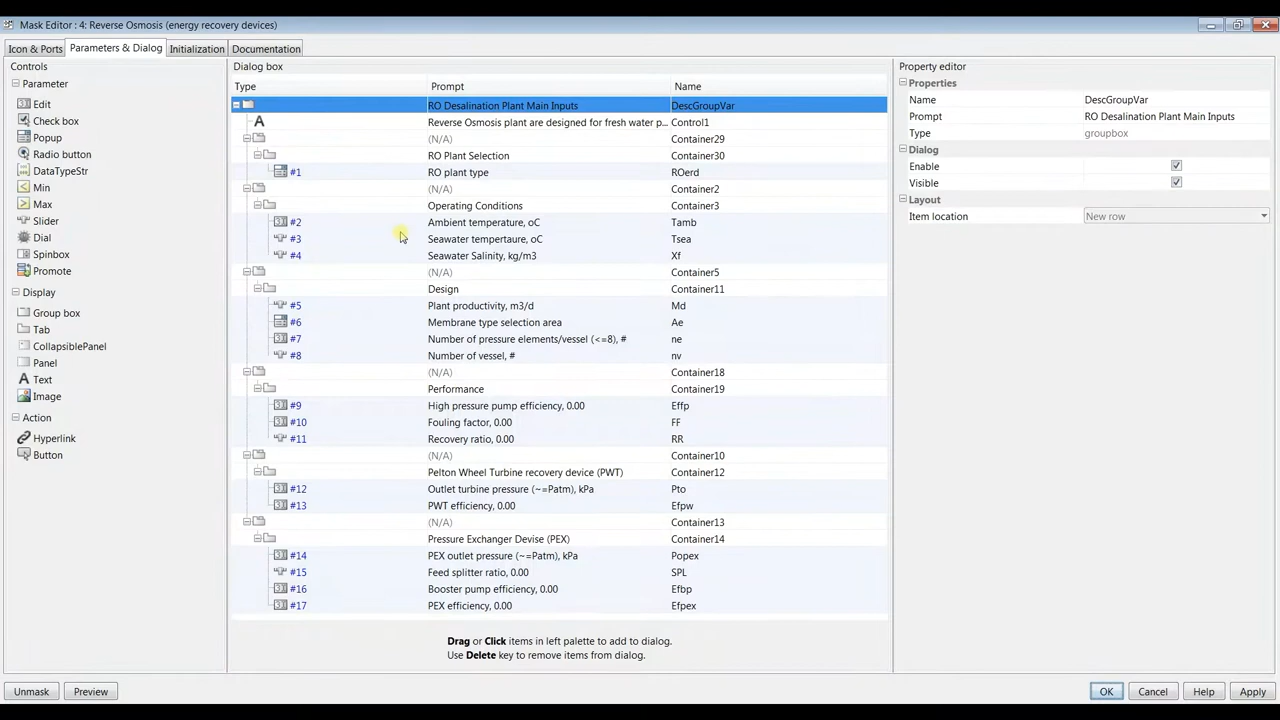 Mask Editor : 4: Reverse Osmosis (energy recovery devices)
Icon & Ports Parameters & Dialog Initialization Documentation
Controls
Parameter
Edit
Check box
Popup
Radio button
DataTypeStr
Min
Max
Slider
Dial
Spinbox
Promote
Display
Group box
Tab
CollapsiblePanel
Panel
A Text
Image
Action
Hyperlink
Button
Dialog box
Type Prompt Name
RO Desalination Plant Main Inputs DescGroupVar
A Reverse Osmosis plant are designed for fresh water p... Control1
(N/A) Container29
RO Plant Selection Container30
#1 RO plant type ROerd
(N/A) Container2
Operating Conditions Container3
#2 Ambient temperature, oC Tamb
#3 Seawater tempertaure, oC Tsea
#4 Seawater Salinity, kg/m3 Xf
(N/A) Container5
Design Container11
#5 Plant productivity, m3/d Md
#6 Membrane type selection area Ae
#7 Number of pressure elements/vessel (<=8), # ne
#8 Number of vessel, # nv
(N/A) Container18
Performance Container19
#9 High pressure pump efficiency, 0.00 Effp
#10 Fouling factor, 0.00 FF
#11 Recovery ratio, 0.00 RR
(N/A) Container10
Pelton Wheel Turbine recovery device (PWT) Container12
#12 Outlet turbine pressure (~=Patm), kPa Pto
#13 PWT efficiency, 0.00 Efpw
(N/A) Container13
Pressure Exchanger Devise (PEX) Container14
#14 PEX outlet pressure (~=Patm), kPa Popex
#15 Feed splitter ratio, 0.00 SPL
#16 Booster pump efficiency, 0.00 Efbp
#17 PEX efficiency, 0.00 Efpex
Drag or Click items in left palette to add to dialog.
Use Delete key to remove items from dialog.
Property editor
Properties
Name DescGroupVar
Prompt RO Desalination Plant Main Inputs
Type groupbox
Dialog
Enable
Visible
Layout
Item location New row
Unmask Preview OK Cancel Help Apply